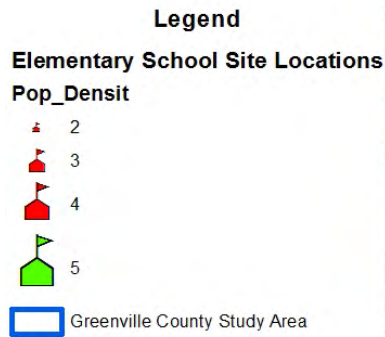 Legend
Elementary School Site Locations
Pop_Densit
2
3
4
5
Greenville County Study Area